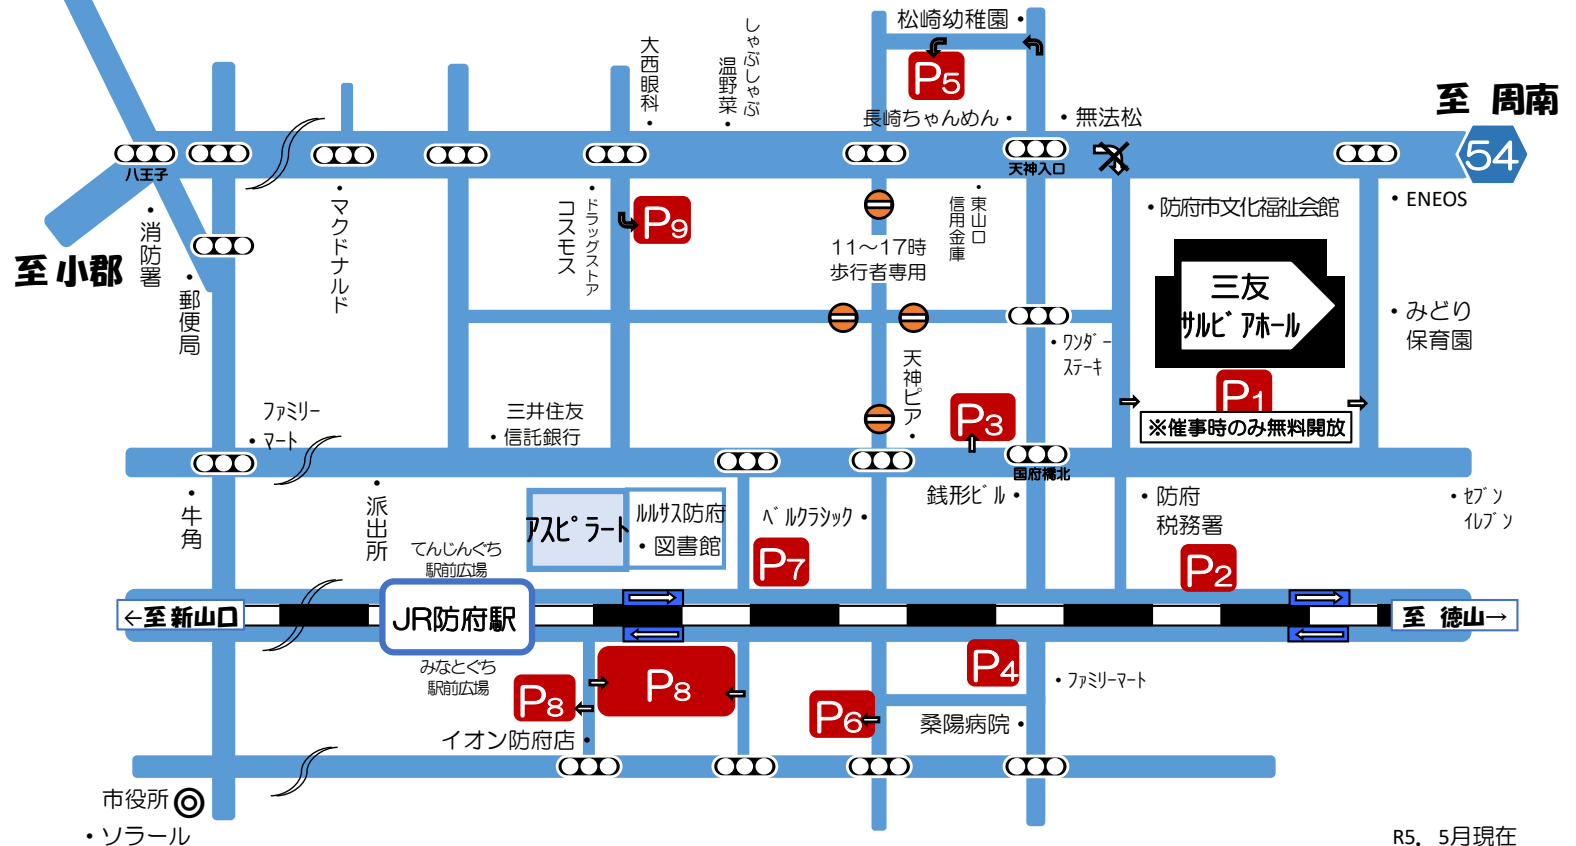 松崎幼稚園・
しゃぶしゃぶ
温野菜・
大西眼科・
P5
長崎ちゃんめん・
・無法松
至 周南
54
八王子
天神入口
・消防署
・郵便局
至 小郡
・マクドナルド
・ドラッグストア
コスモス
P9
11～17時
歩行者専用
・東山口
信用金庫
・防府市文化福祉会館
・ENEOS
三友
サルビアホール
・みどり
保育園
・ワンダー
ステーキ
天神ピア・
P3
P1
※催事時のみ無料開放
ファミリー
・マート
三井住友
・信託銀行
国府橋北
・牛角
・派出所
アスピラート
ルルサス防府
・図書館
ベルクラシック・
銭形ビル・
・防府
税務署
・セブン
イレブン
てんじんぐち
駅前広場
P7
P2
←至新山口
JR防府駅
至 徳山→
みなとぐち
駅前広場
P8
P8
P4
・ファミリーマート
P6
桑陽病院・
イオン防府店・
市役所◎
・ソラール
R5. 5月現在